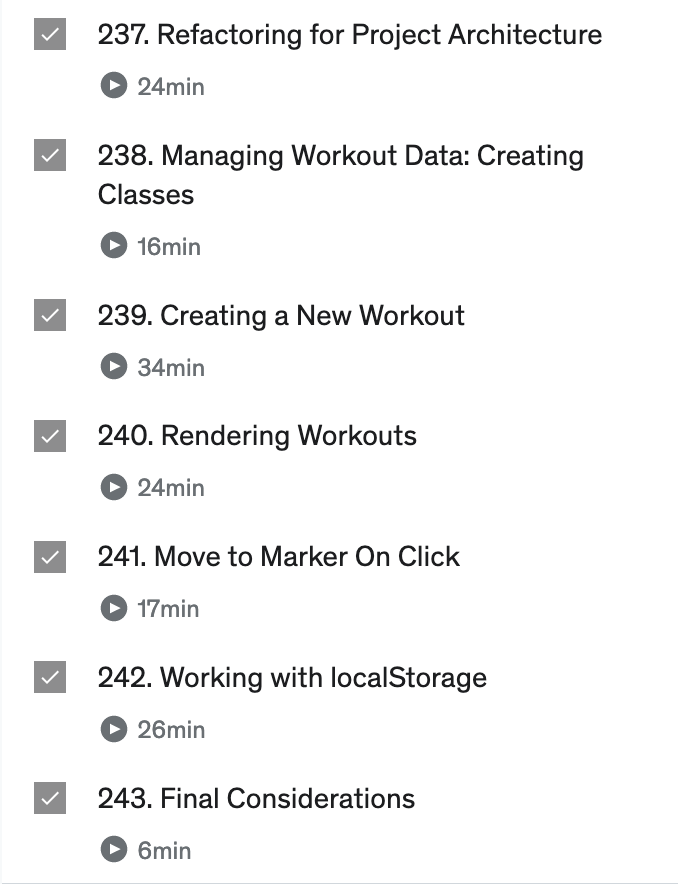 237. Refactoring for Project Architecture
24min
238. Managing Workout Data: Creating
Classes
16min
239. Creating a New Workout
34min
240. Rendering Workouts
24min
241. Move to Marker On Click
17min
242. Working with localStorage
26min
243. Final Considerations
6min